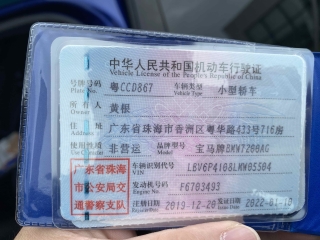 中华人民共和国机动车行驶证
Vehicle License of the People's Republic of China
号牌号码 粤CCD867 车辆类型 小型轿车
Plate No. Vehicle Type
所有人 黄根
Owner
住址 广东省珠海市香洲区粤华路433号716房
Address
使用性质 非营运 品牌型号 宝马牌BMW7200AG
Use Character Model
广东省珠海
市公安局交
通警察支队
车辆识别代号
VIN
发动机号码 F6703493
Engine No.
注册日期 2019-12-20 发证日期